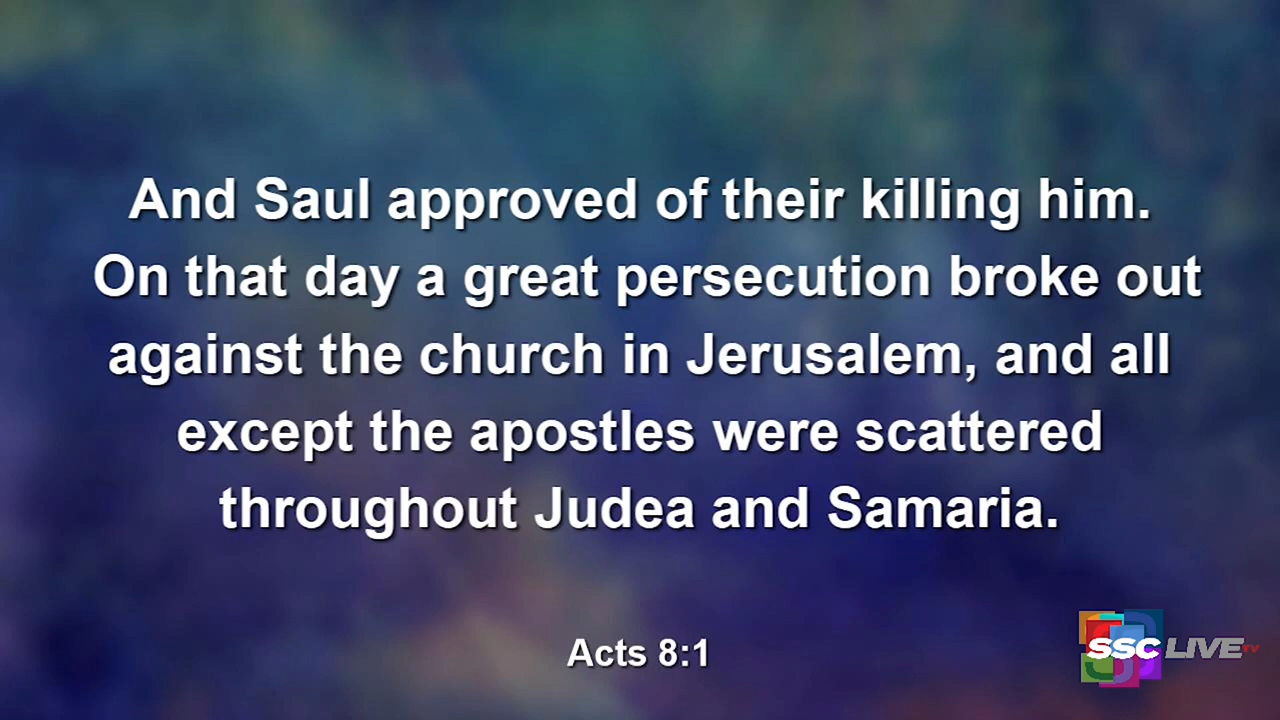 And Saul approved of their killing him.
On that day a great persecution broke out
against the church in Jerusalem, and all
except the apostles were scattered
throughout Judea and Samaria.
Acts 8:1
SSC LIVE TV